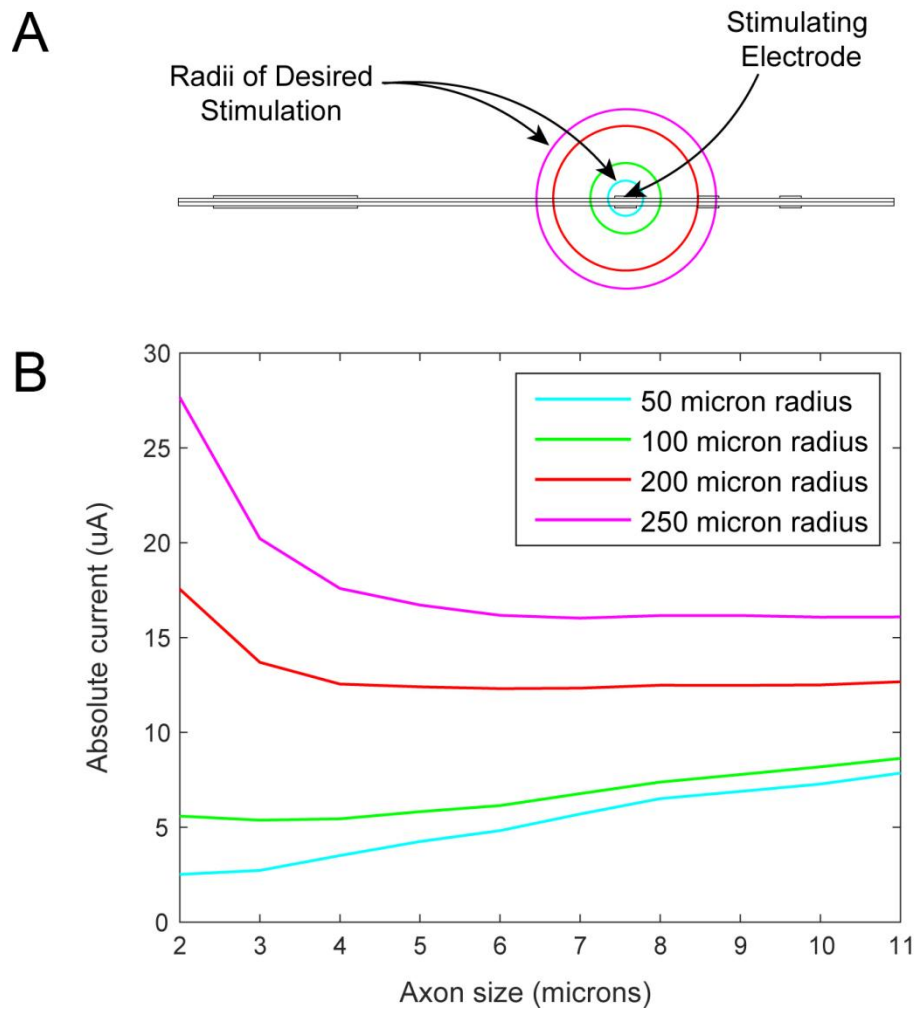 A
Stimulating
Electrode
Radii of Desired
Stimulation
B
30
25
20
15
10
5
0
Absolute current (uA)
50 micron radius
100 micron radius
200 micron radius
250 micron radius
2 3 4 5 6 7 8 9 10 11
Axon size (microns)